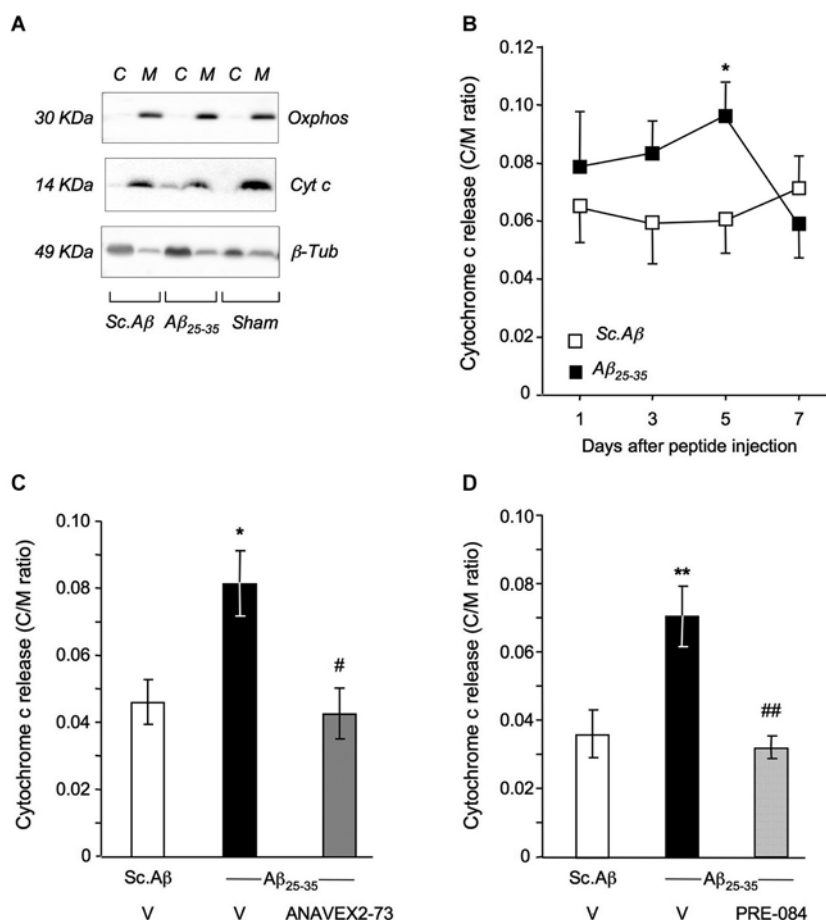 A
C M C M C M
30 KDa Oxphos
14 KDa Cyt c
49 KDa β-Tub
Sc.Aβ Aβ25-35 Sham
B
Cytochrome c release (C/M ratio)
0.12
0.10
0.08
0.06
0.04
0.02
0
*
Sc.Aβ
Aβ25-35
1 3 5 7
Days after peptide injection
C
Cytochrome c release (C/M ratio)
0.10
0.08
0.06
0.04
0.02
0
*
#
Sc.Aβ Aβ25-35
V V ANAVEX2-73
D
Cytochrome c release (C/M ratio)
0.10
0.08
0.06
0.04
0.02
0
**
##
Sc.Aβ Aβ25-35
V V PRE-084